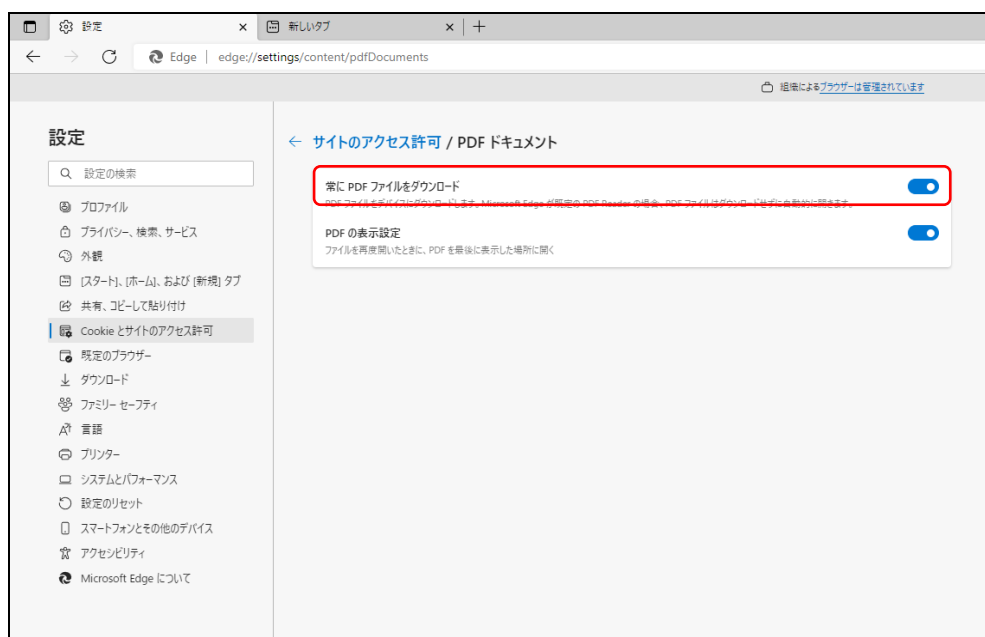 設定
新しいタブ
Edge | edge://settings/content/pdfDocuments
組織によるブラウザーは管理されています
設定
設定の検索
プロファイル
プライバシー、検索、サービス
外観
[スタート]、[ホーム]、および [新規] タブ
共有、コピーして貼り付け
Cookie とサイトのアクセス許可
既定のブラウザー
ダウンロード
ファミリー セーフティ
言語
プリンター
システムとパフォーマンス
設定のリセット
スマートフォンとその他のデバイス
アクセシビリティ
Microsoft Edge について
サイトのアクセス許可 / PDF ドキュメント
常に PDF ファイルをダウンロード
PDF ファイルをデバイスにダウンロードします。Microsoft Edge が既定の PDF Reader の場合、PDF ファイルはダウンロードせずに自動的に開きます。
PDF の表示設定
ファイルを再度開いたときに、PDF を最後に表示した場所に開く